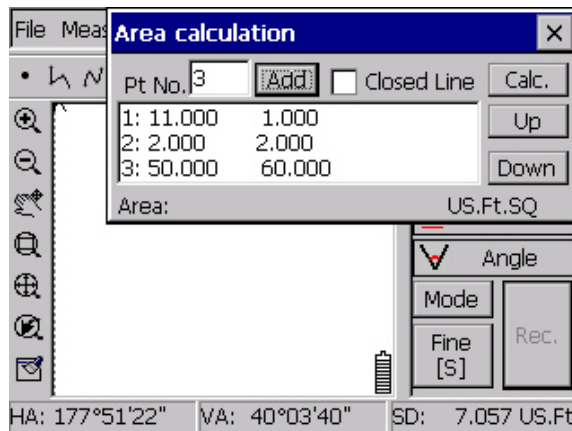 File Meas
Area calculation
Pt No. 3 Add Closed Line Calc.
1: 11.000 1.000
2: 2.000 2.000
3: 50.000 60.000
Up
Down
Area: US.Ft.SQ
Angle
Mode
Fine
[S]
Rec.
HA: 177°51'22" VA: 40°03'40" SD: 7.057 US.Ft